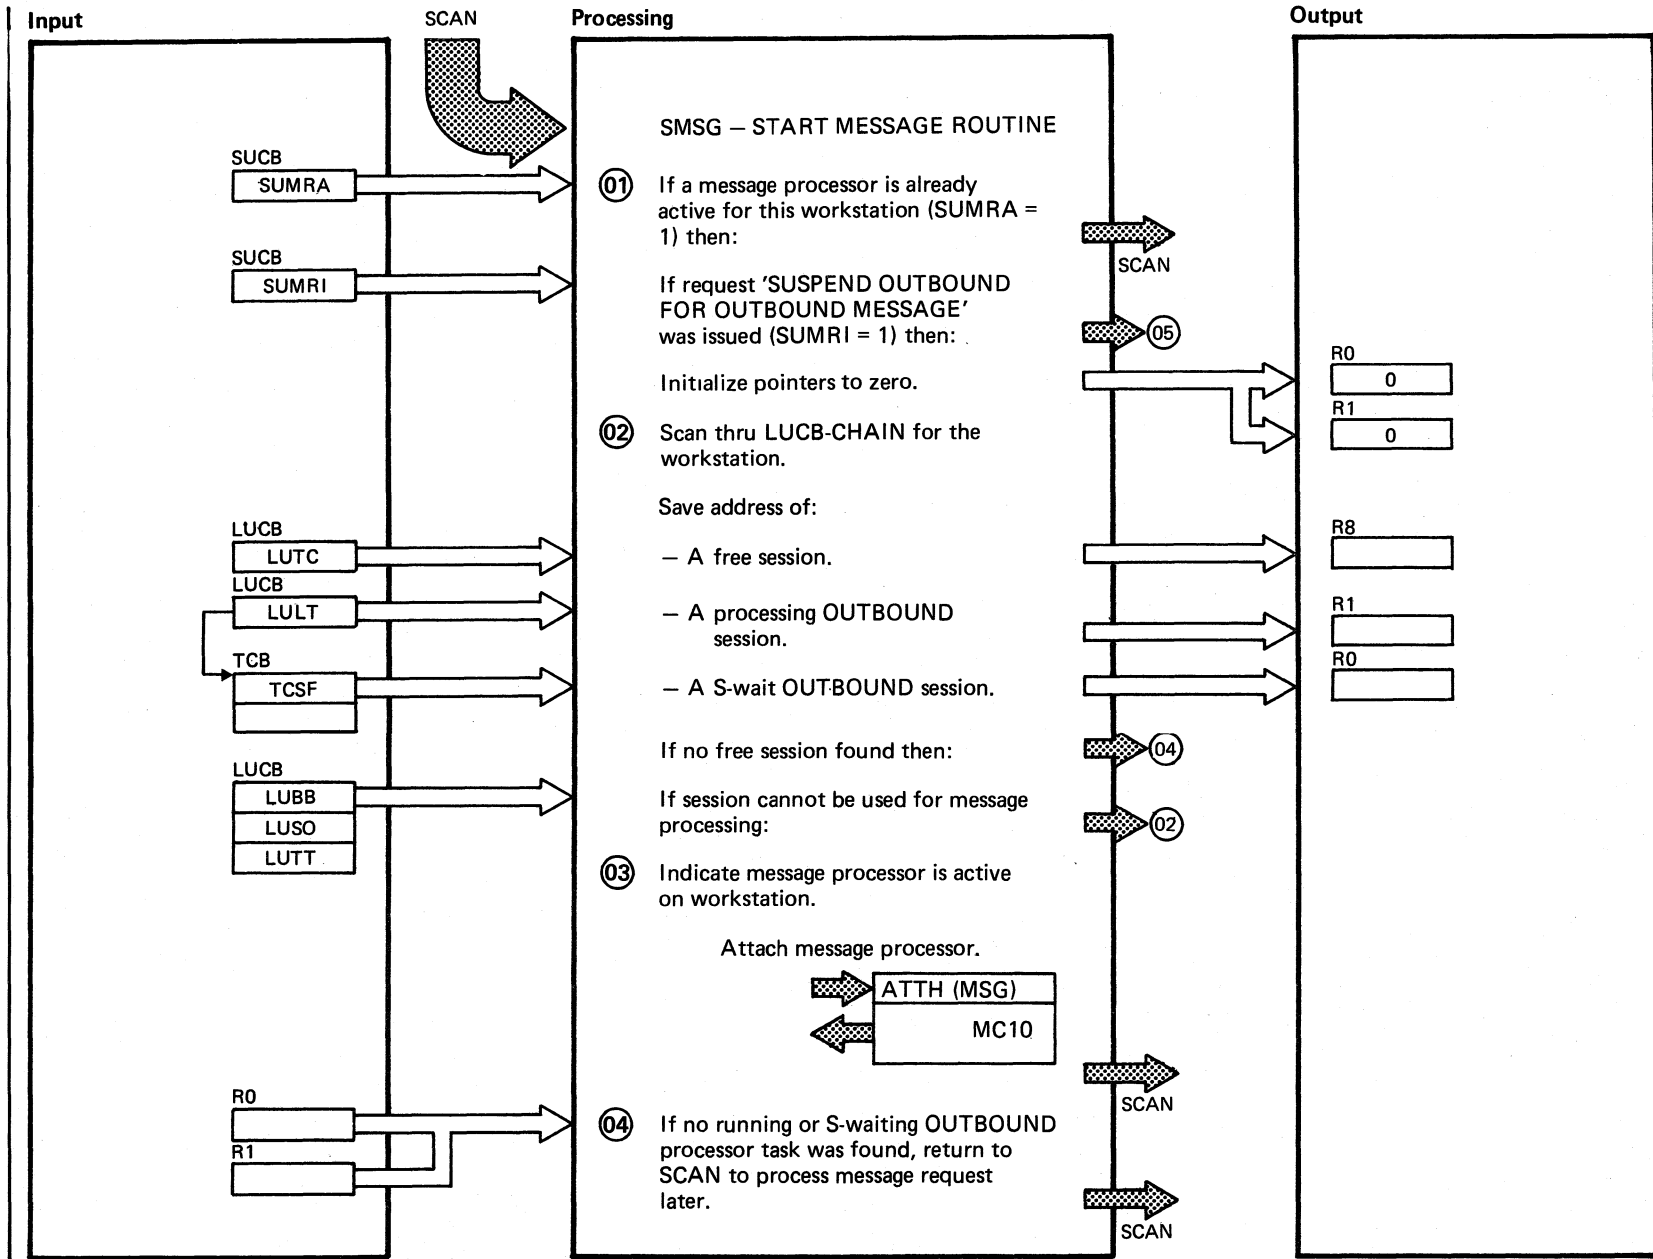 Input
SCAN
Processing
Output
SMSG — START MESSAGE ROUTINE
SUCB
SUMRA
01 If a message processor is already
active for this workstation (SUMRA =
1) then:
SCAN
SUCB
SUMRI
If request 'SUSPEND OUTBOUND
FOR OUTBOUND MESSAGE'
was issued (SUMRI = 1) then:
05
Initialize pointers to zero.
R0
0
R1
0
02 Scan thru LUCB-CHAIN for the
workstation.
Save address of:
LUCB
LUTC
— A free session.
R8
LUCB
LULT
— A processing OUTBOUND
session.
R1
TCB
TCSF
— A S-wait OUTBOUND session.
R0
If no free session found then:
04
LUCB
LUBB
LUSO
LUTT
If session cannot be used for message
processing:
02
03 Indicate message processor is active
on workstation.
Attach message processor.
ATTH (MSG)
MC10
SCAN
R0
R1
04 If no running or S-waiting OUTBOUND
processor task was found, return to
SCAN to process message request
later.
SCAN